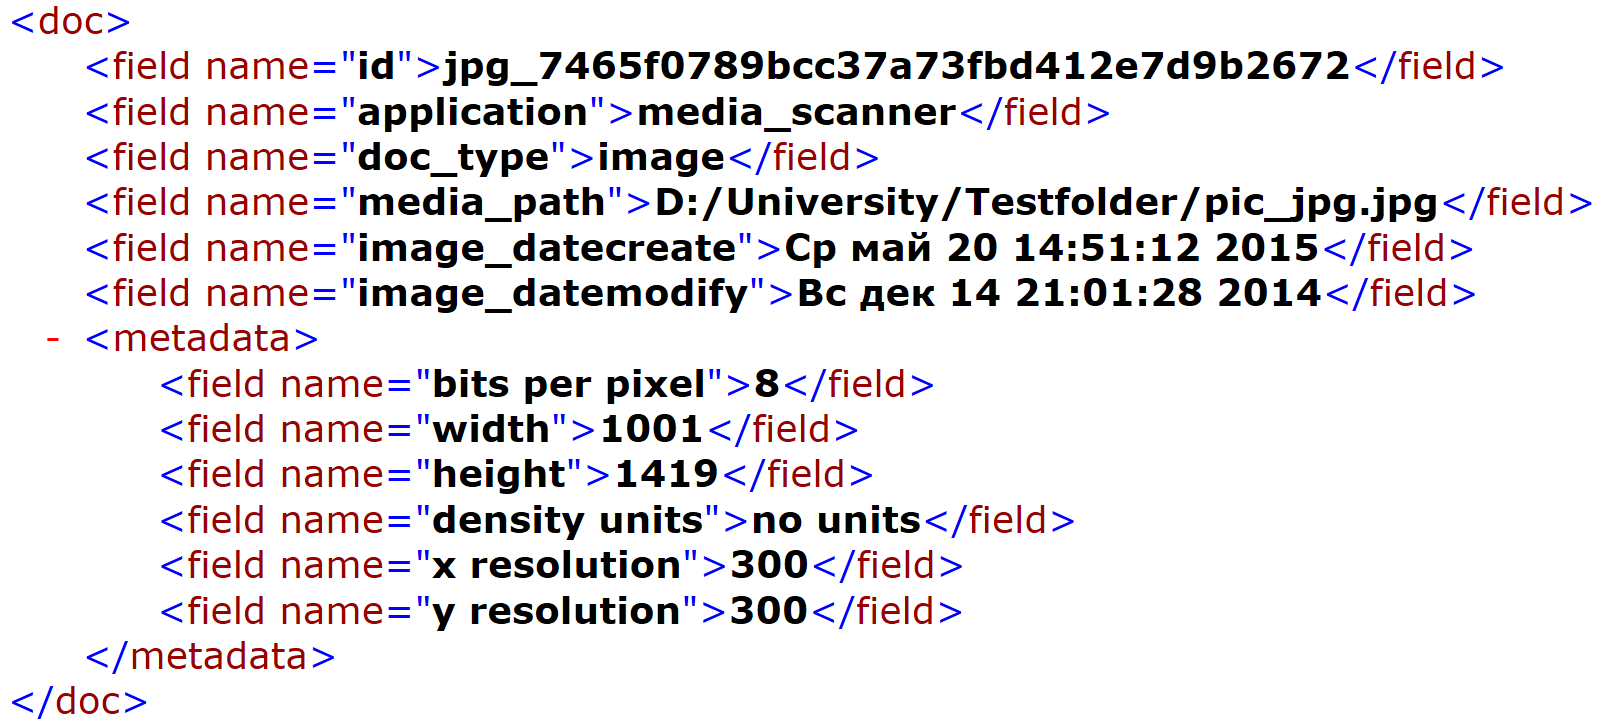 <doc>
<field name="id">jpg_7465f0789bcc37a73fbd412e7d9b2672</field>
<field name="application">media_scanner</field>
<field name="doc_type">image</field>
<field name="media_path">D:/University/Testfolder/pic_jpg.jpg</field>
<field name="image_datecreate">Ср май 20 14:51:12 2015</field>
<field name="image_datemodify">Вс дек 14 21:01:28 2014</field>
- <metadata>
<field name="bits per pixel">8</field>
<field name="width">1001</field>
<field name="height">1419</field>
<field name="density units">no units</field>
<field name="x resolution">300</field>
<field name="y resolution">300</field>
</metadata>
</doc>